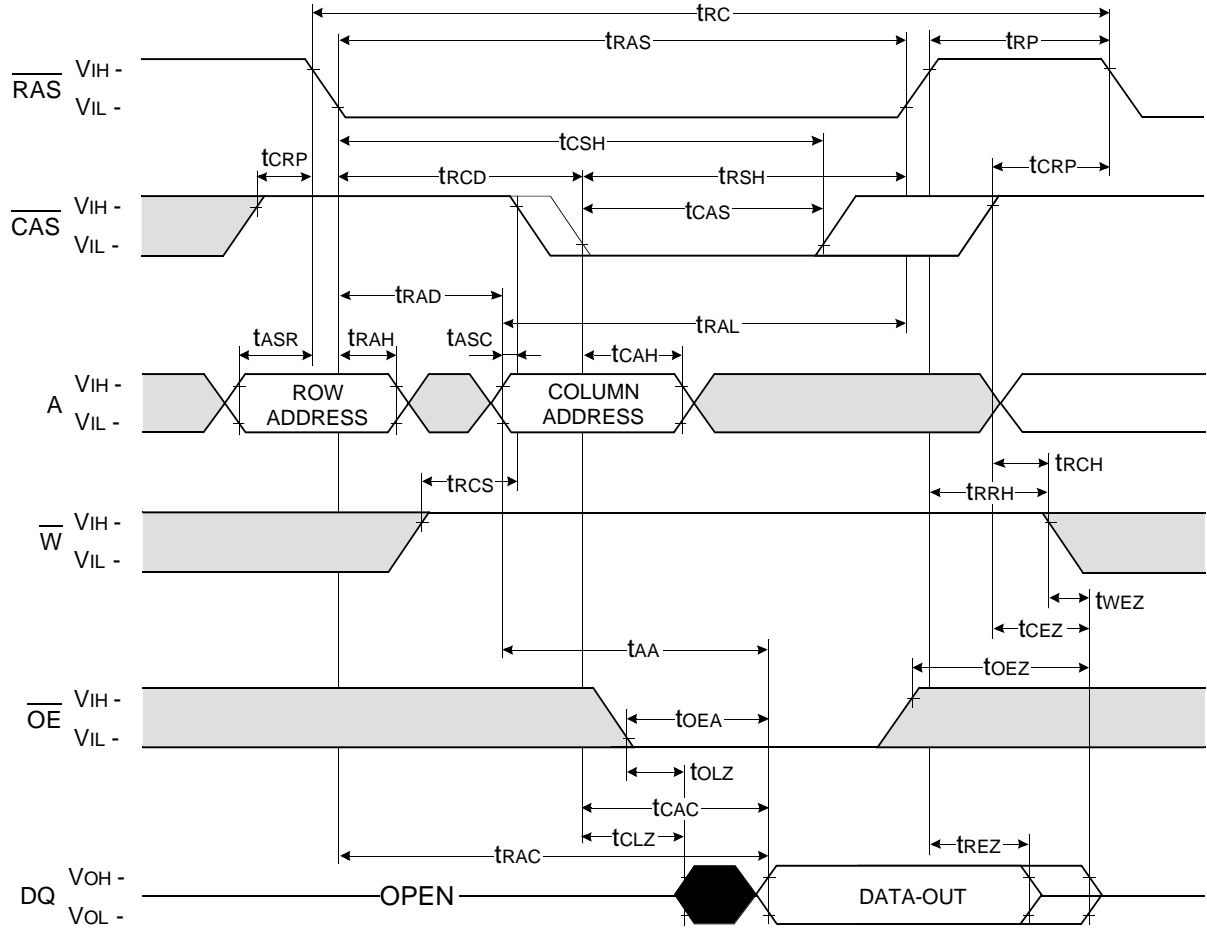 tRC
tRAS
tRP
RAS
VIH -
VIL -
tCSH
tCRP
tRCD
tRSH
tCRP
CAS
VIH -
VIL -
tCAS
tRAD
tRAL
tASR
tRAH
tASC
tCAH
A
VIH -
VIL -
ROW
ADDRESS
COLUMN
ADDRESS
tRCH
tRCS
tRRH
W
VIH -
VIL -
tWEZ
tCEZ
tAA
tOEZ
OE
VIH -
VIL -
tOEA
tOLZ
tCAC
tCLZ
tREZ
tRAC
DQ
VOH -
VOL -
OPEN
DATA-OUT